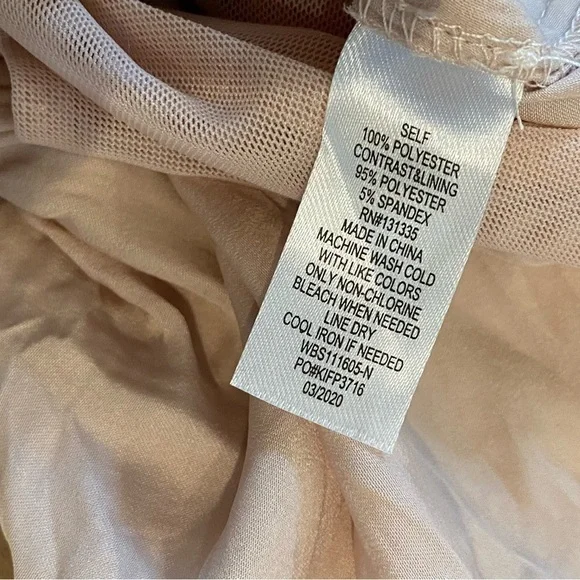 SELF
100% POLYESTER
CONTRAST&LINING
95% POLYESTER
5% SPANDEX
RN#131335
MADE IN CHINA
MACHINE WASH COLD
WITH LIKE COLORS
ONLY NON-CHLORINE
BLEACH WHEN NEEDED
LINE DRY
COOL IRON IF NEEDED
WBS111605-N
PO#KIFP3716
03/2020